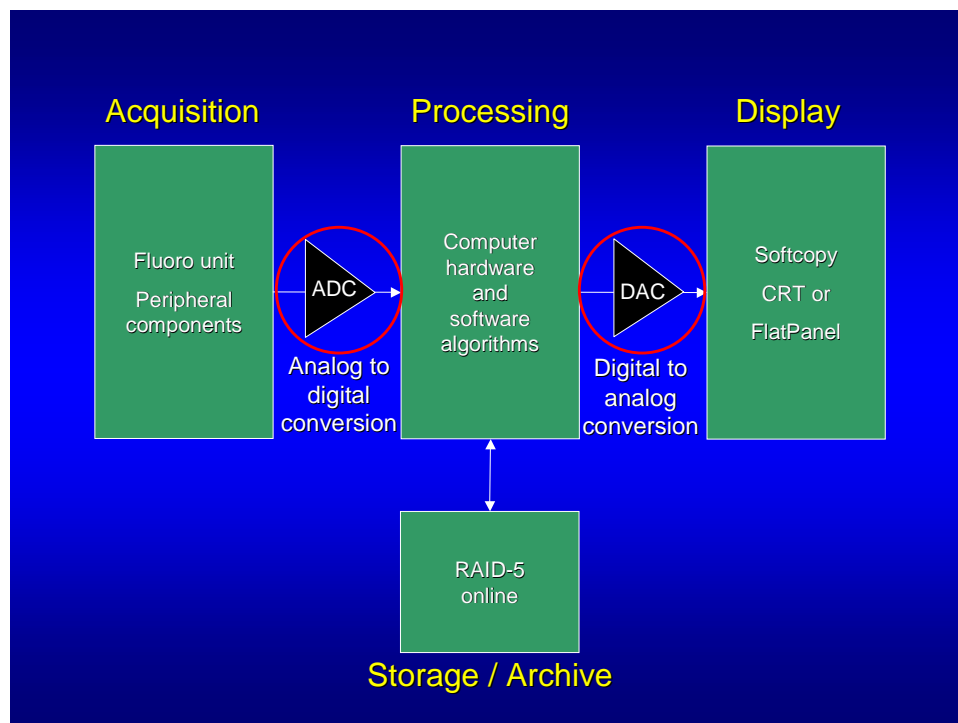 Acquisition
Processing
Display
Fluoro unit
Peripheral
components
ADC
Analog to
digital
conversion
Computer
hardware
and
software
algorithms
DAC
Digital to
analog
conversion
Softcopy
CRT or
FlatPanel
RAID-5
online
Storage / Archive